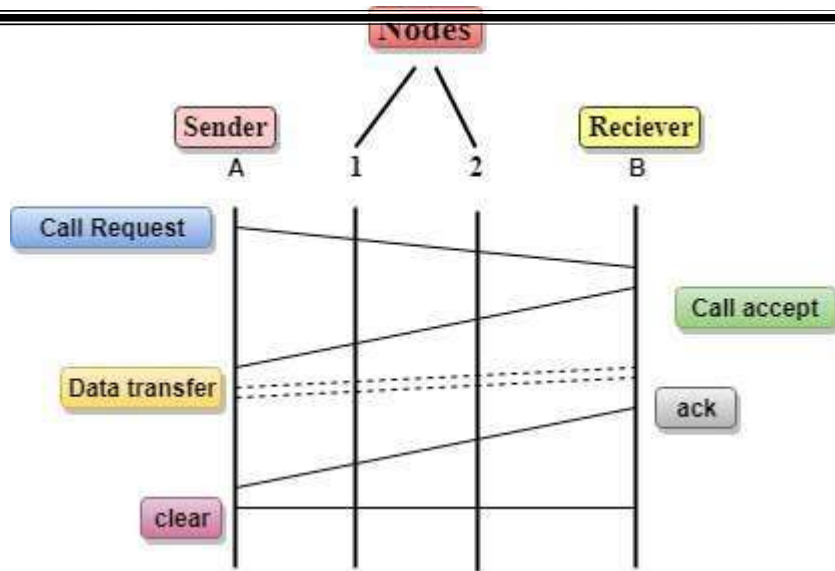 Nodes
Sender
Reciever
A
1
2
B
Call Request
Call accept
Data transfer
ack
clear